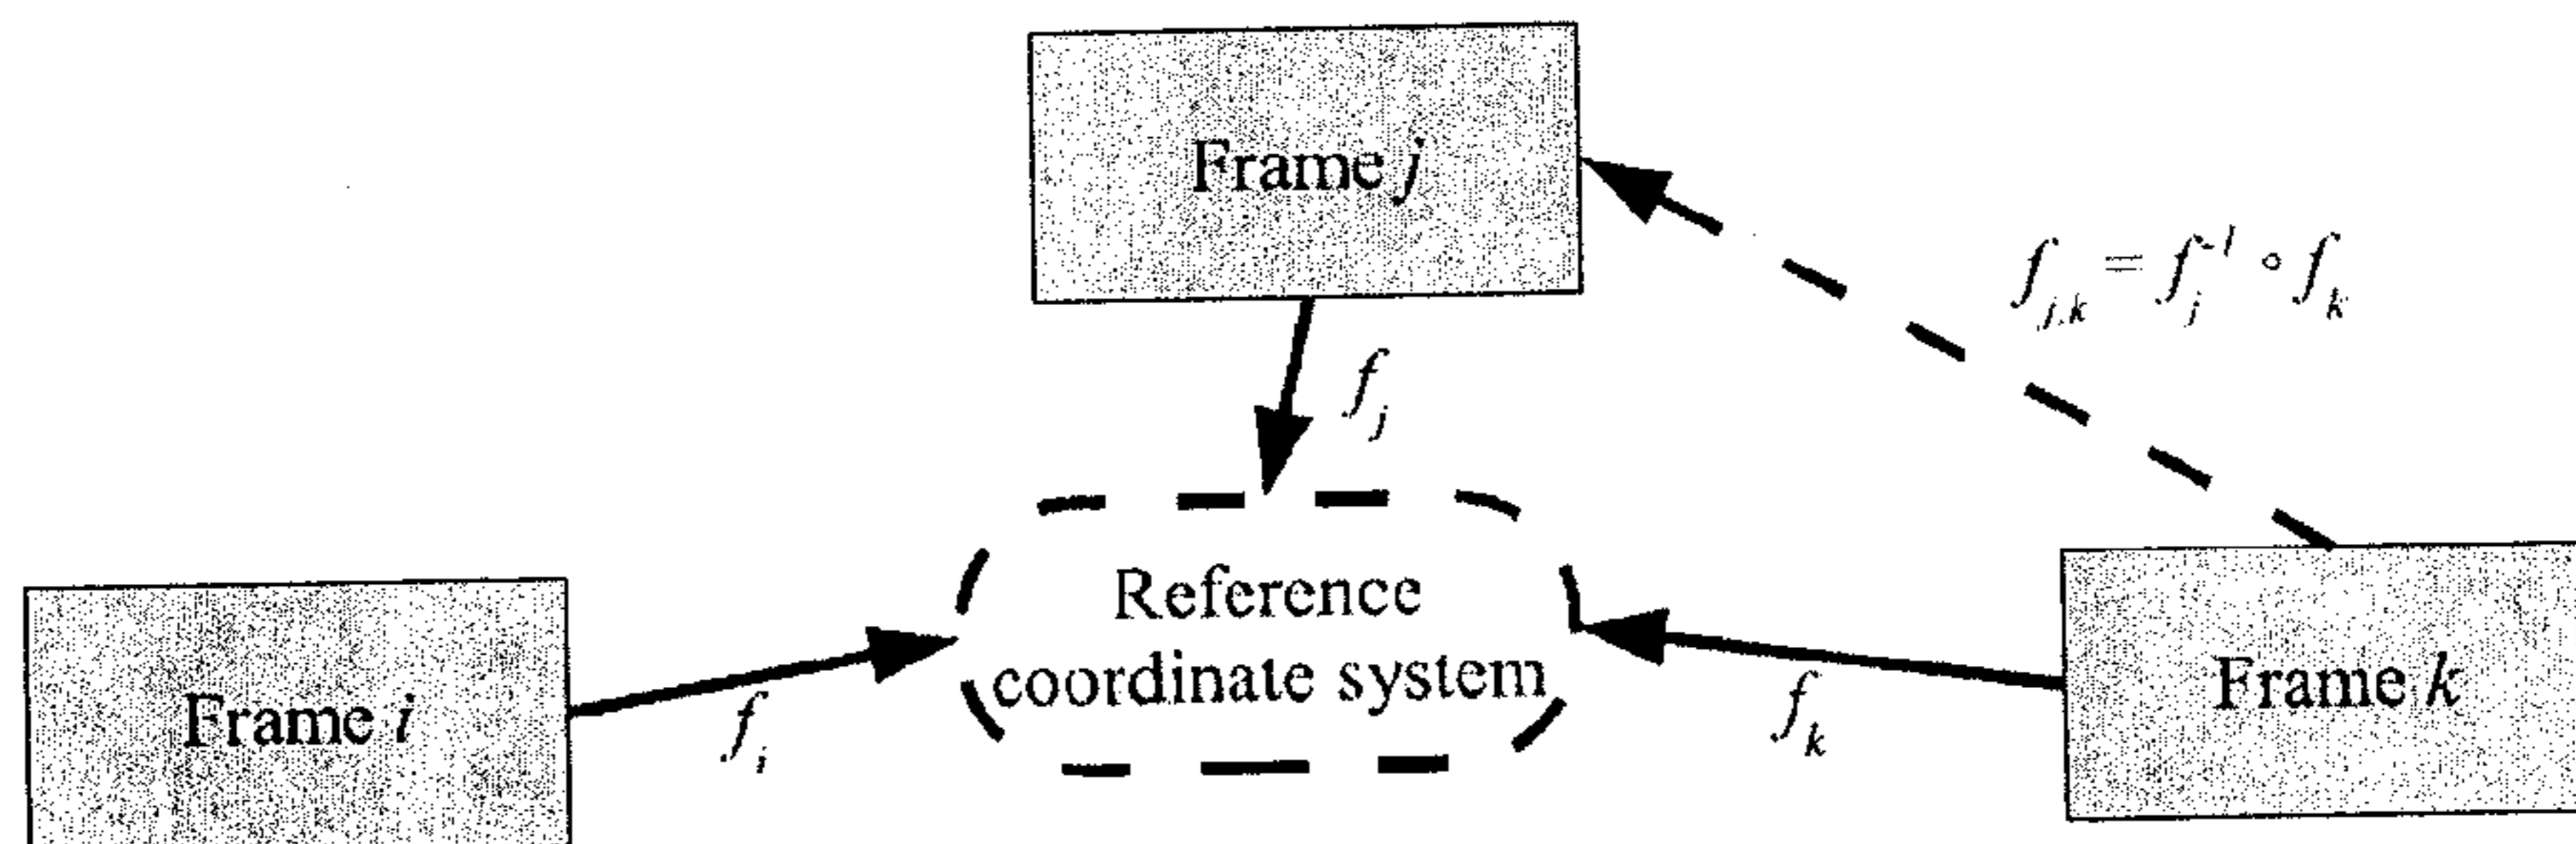 Frame j
f_{j,k} = f_j^{-1} ∘ f_k
f_j
Reference
coordinate system
Frame i
f_i
f_k
Frame k